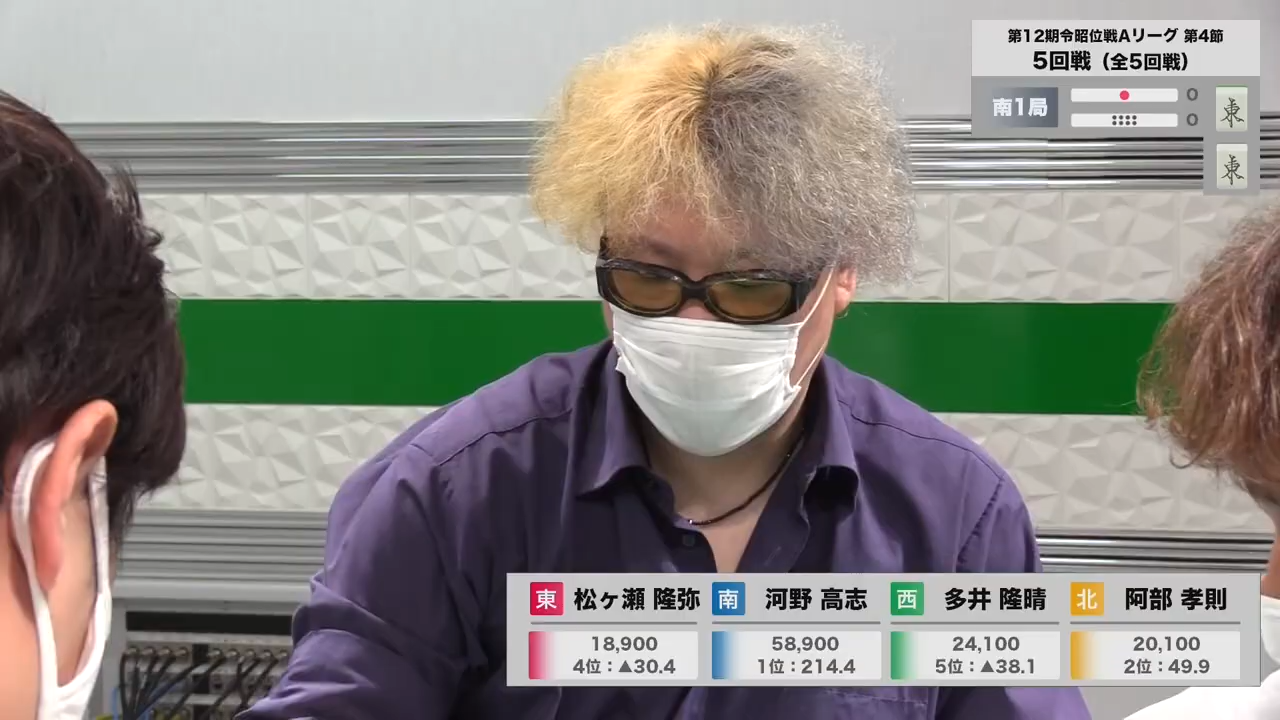 第12期令昭位戦Aリーグ 第4節
5回戦（全5回戦）
南1局
0
0
東
東
東 松ヶ瀬 隆弥
18,900
4位：▲30.4
南 河野 高志
58,900
1位：214.4
西 多井 隆晴
24,100
5位：▲38.1
北 阿部 孝則
20,100
2位：49.9